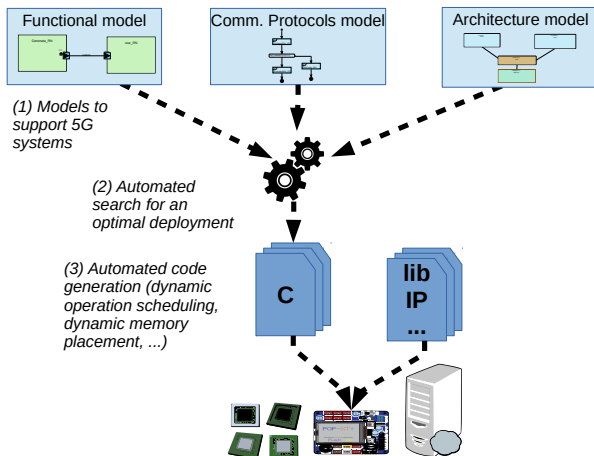 Functional model
Comm. Protocols model
Architecture model
(1) Models to
support 5G
systems
(2) Automated
search for an
optimal deployment
(3) Automated code
generation (dynamic
operation scheduling,
dynamic memory
placement, ...)
C
lib
IP
...